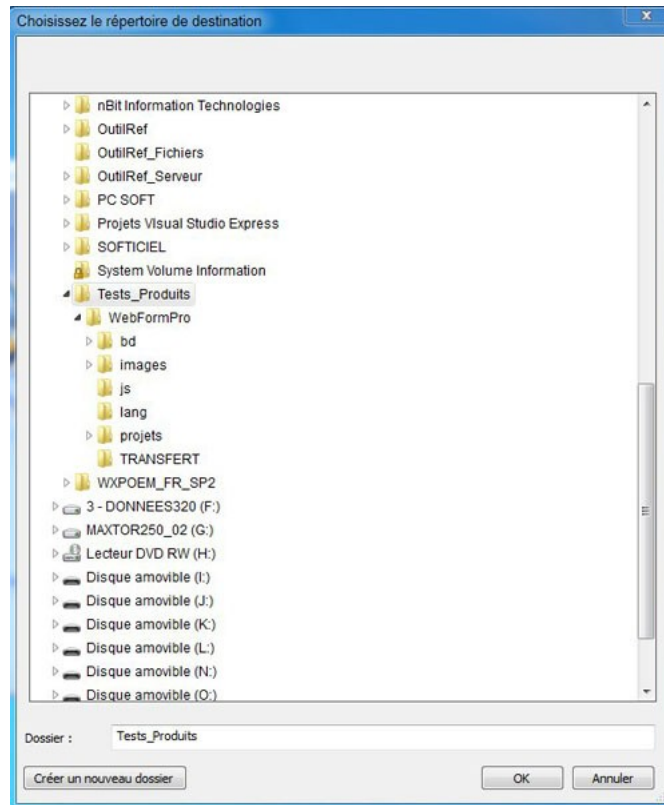 Choisissez le répertoire de destination
nBit Information Technologies
OutilRef
OutilRef_Fichiers
OutilRef_Serveur
PC SOFT
Projets VIsual Studio Express
SOFTICIEL
System Volume Information
Tests_Produits
WebFormPro
bd
images
js
lang
projets
TRANSFERT
WXPOEM_FR_SP2
3 - DONNEES320 (F:)
MAXTOR250_02 (G:)
Lecteur DVD RW (H:)
Disque amovible (I:)
Disque amovible (J:)
Disque amovible (K:)
Disque amovible (L:)
Disque amovible (N:)
Disque amovible (O:)
Dossier : Tests_Produits
Créer un nouveau dossier OK Annuler